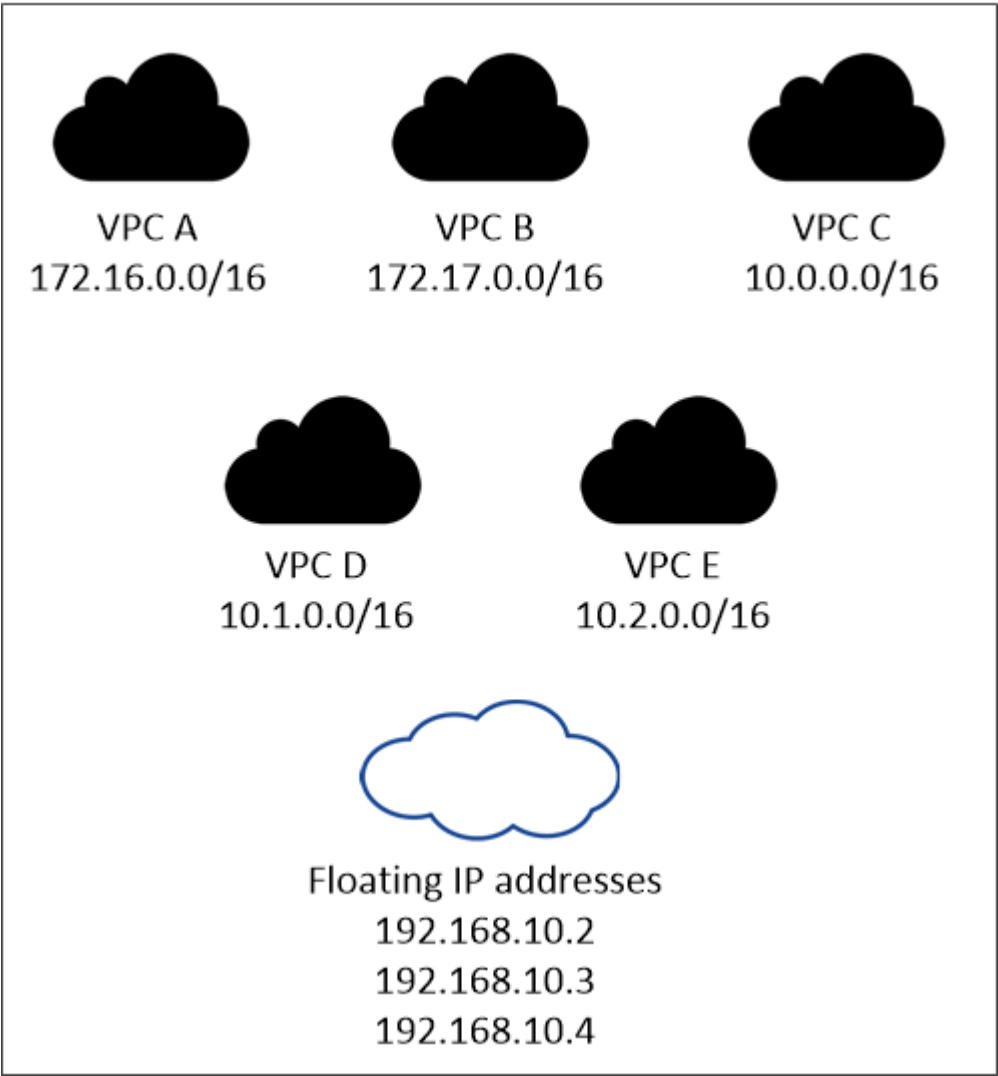 VPC A
172.16.0.0/16
VPC B
172.17.0.0/16
VPC C
10.0.0.0/16
VPC D
10.1.0.0/16
VPC E
10.2.0.0/16
Floating IP addresses
192.168.10.2
192.168.10.3
192.168.10.4